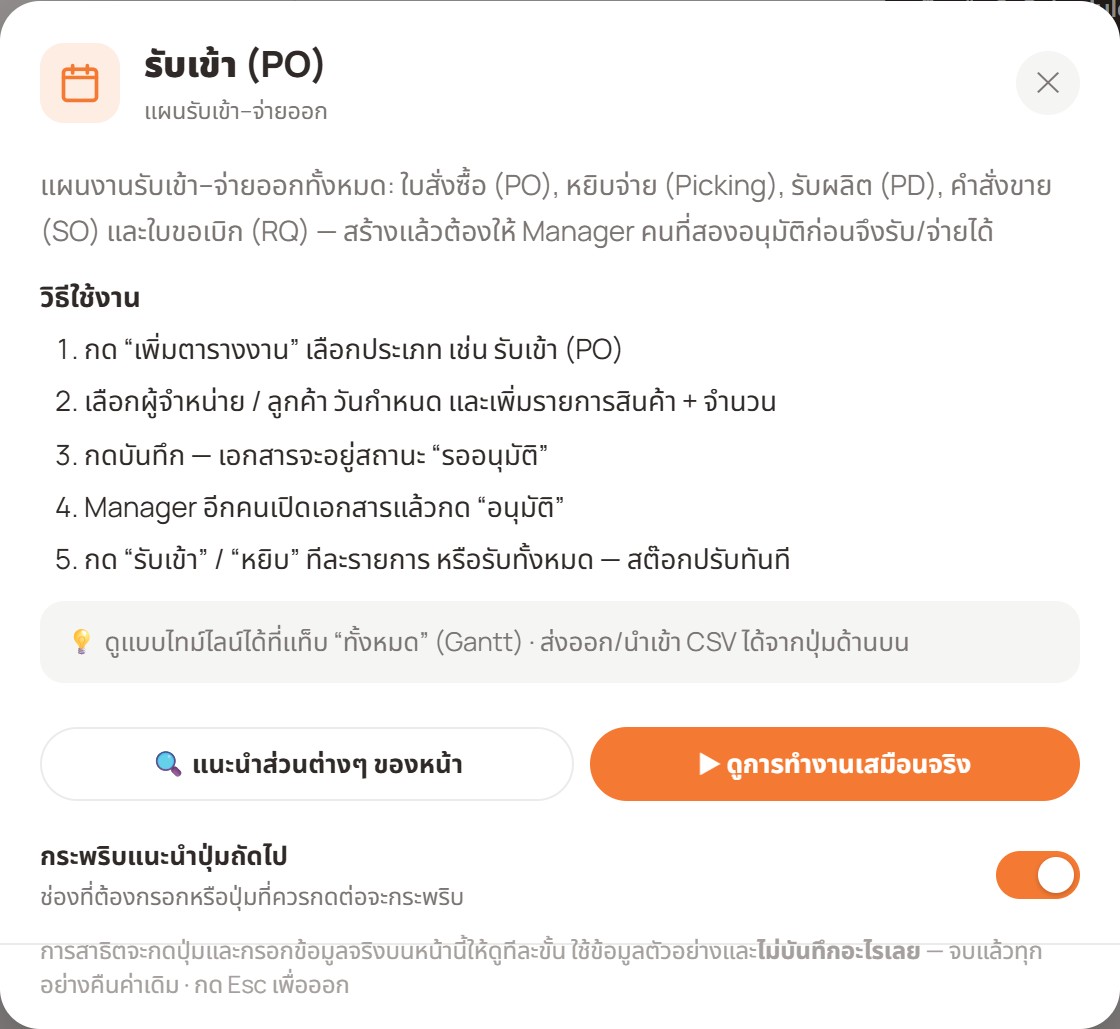 รับเข้า (PO)
แผนรับเข้า–จ่ายออก
แผนงานรับเข้า–จ่ายออกทั้งหมด: ใบสั่งซื้อ (PO), หยิบจ่าย (Picking), รับผลิต (PD), คำสั่งขาย
(SO) และใบขอเบิก (RQ) — สร้างแล้วต้องให้ Manager คนที่สองอนุมัติก่อนจึงรับ/จ่ายได้
วิธีใช้งาน
1. กด “เพิ่มตารางงาน” เลือกประเภท เช่น รับเข้า (PO)
2. เลือกผู้จำหน่าย / ลูกค้า วันกำหนด และเพิ่มรายการสินค้า + จำนวน
3. กดบันทึก — เอกสารจะอยู่สถานะ “รออนุมัติ”
4. Manager อีกคนเปิดเอกสารแล้วกด “อนุมัติ”
5. กด “รับเข้า” / “หยิบ” ทีละรายการ หรือรับทั้งหมด — สต๊อกปรับทันที
💡 ดูแบบไทม์ไลน์ได้ที่แท็บ “ทั้งหมด” (Gantt) · ส่งออก/นำเข้า CSV ได้จากปุ่มด้านบน
🔍 แนะนำส่วนต่างๆ ของหน้า
▶ ดูการทำงานเสมือนจริง
กระพริบแนะนำปุ่มถัดไป
ช่องที่ต้องกรอกหรือปุ่มที่ควรกดต่อจะกระพริบ
การสาธิตจะกดปุ่มและกรอกข้อมูลจริงบนหน้านี้ให้ดูทีละขั้น ใช้ข้อมูลตัวอย่างและไม่บันทึกอะไรเลย — จบแล้วทุก
อย่างคืนค่าเดิม · กด Esc เพื่อออก